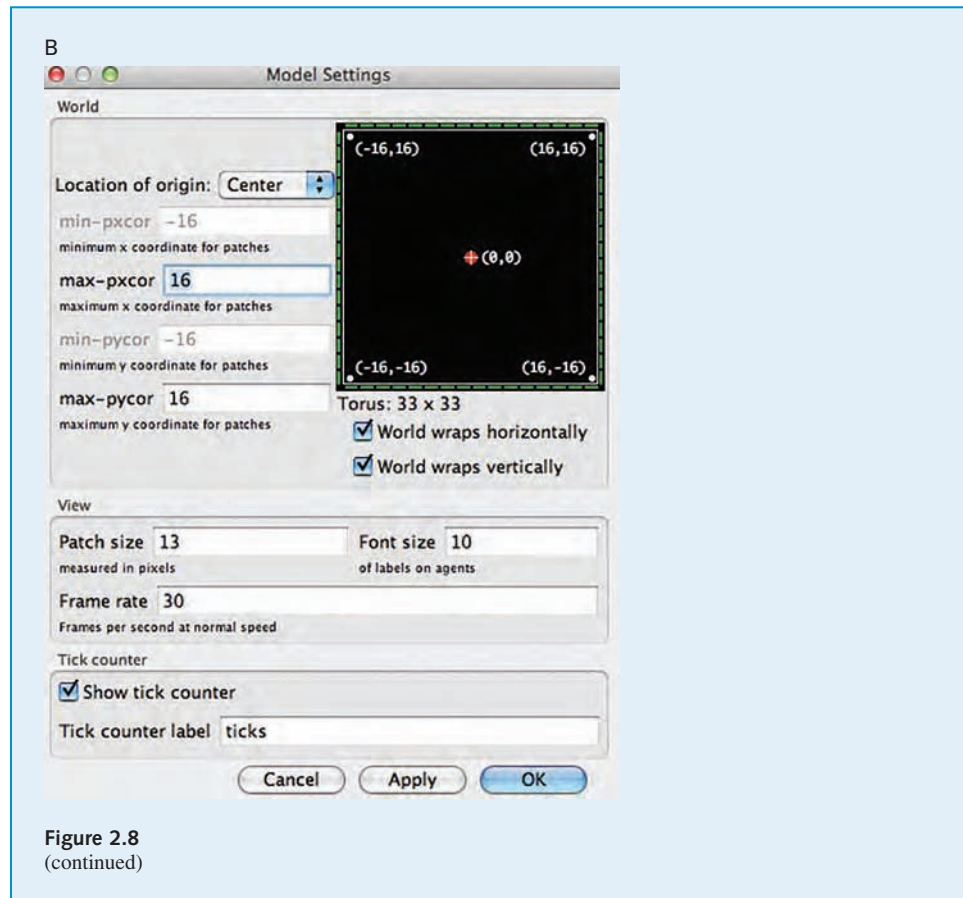 B
Model Settings
World
(-16,16) (16,16)
Location of origin: Center
min-pxcor -16
minimum x coordinate for patches
(0,0)
max-pxcor 16
maximum x coordinate for patches
min-pycor -16
minimum y coordinate for patches
(-16,-16) (16,-16)
max-pycor 16
maximum y coordinate for patches
Torus: 33 x 33
World wraps horizontally
World wraps vertically
View
Patch size 13 Font size 10
measured in pixels of labels on agents
Frame rate 30
Frames per second at normal speed
Tick counter
Show tick counter
Tick counter label ticks
Cancel Apply OK
Figure 2.8
(continued)